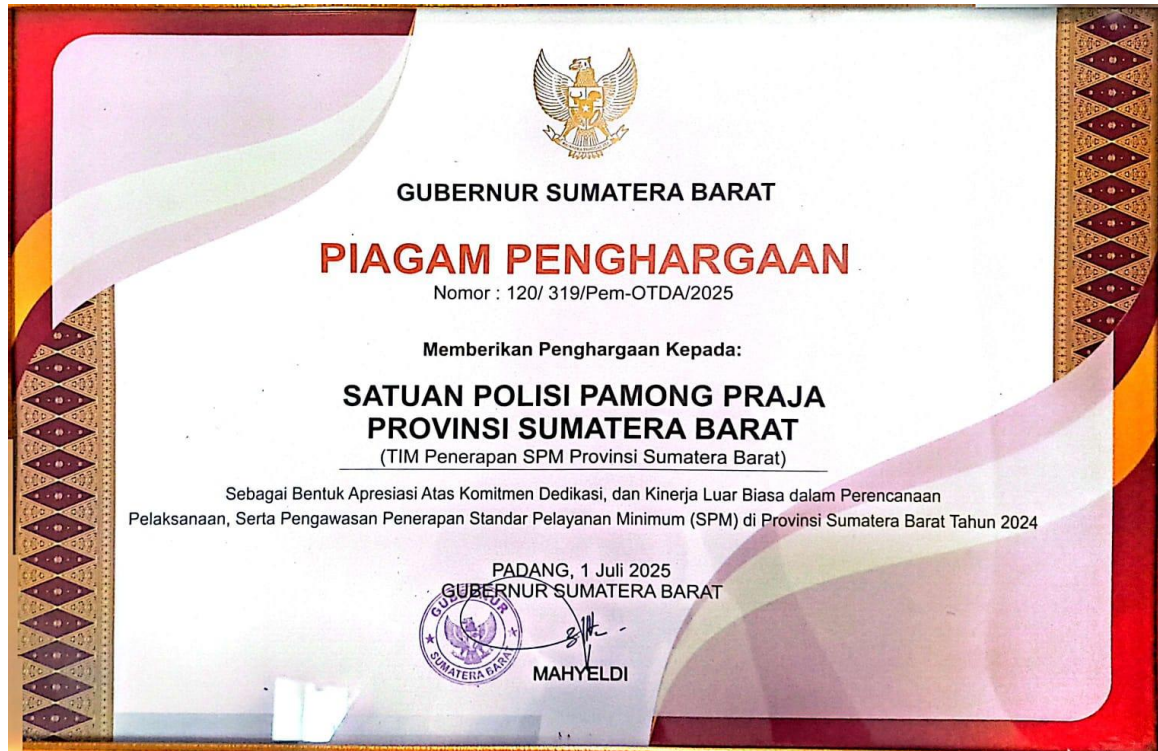 GUBERNUR SUMATERA BARAT
PIAGAM PENGHARGAAN
Nomor : 120/ 319/Pem-OTDA/2025
Memberikan Penghargaan Kepada:
SATUAN POLISI PAMONG PRAJA
PROVINSI SUMATERA BARAT
(TIM Penerapan SPM Provinsi Sumatera Barat)
Sebagai Bentuk Apresiasi Atas Komitmen Dedikasi, dan Kinerja Luar Biasa dalam Perencanaan
Pelaksanaan, Serta Pengawasan Penerapan Standar Pelayanan Minimum (SPM) di Provinsi Sumatera Barat Tahun 2024
PADANG, 1 Juli 2025
GUBERNUR SUMATERA BARAT
GUBERNUR
SUMATERA BARAT
MAHYELDI